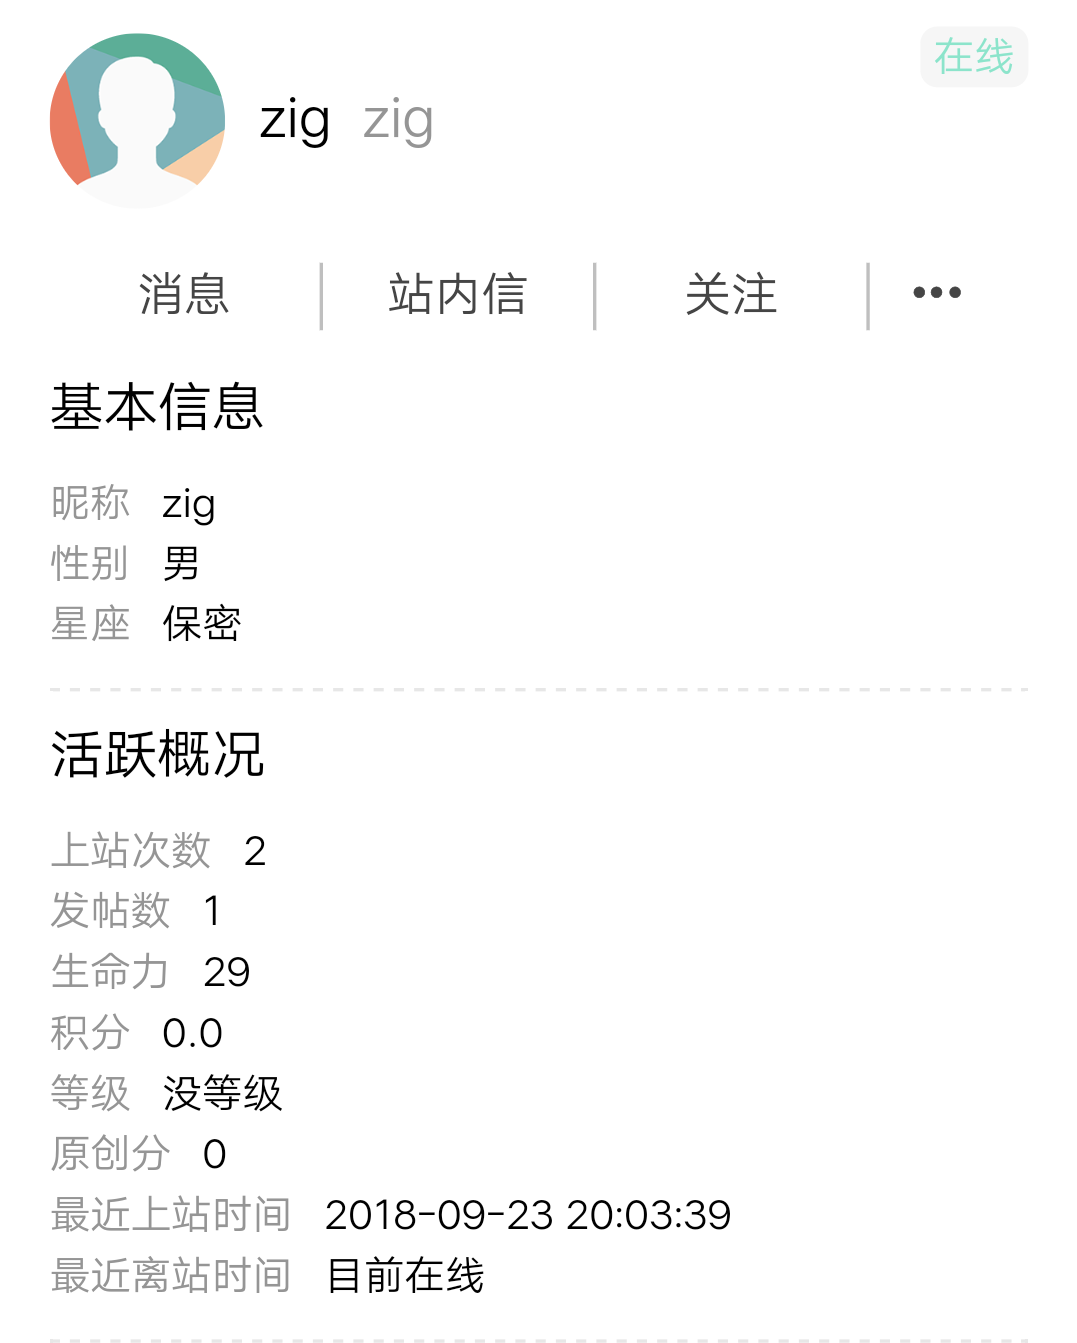 在线
zig zig
消息 站内信 关注 •••
基本信息
昵称 zig
性别 男
星座 保密
活跃概况
上站次数 2
发帖数 1
生命力 29
积分 0.0
等级 没等级
原创分 0
最近上站时间 2018-09-23 20:03:39
最近离站时间 目前在线